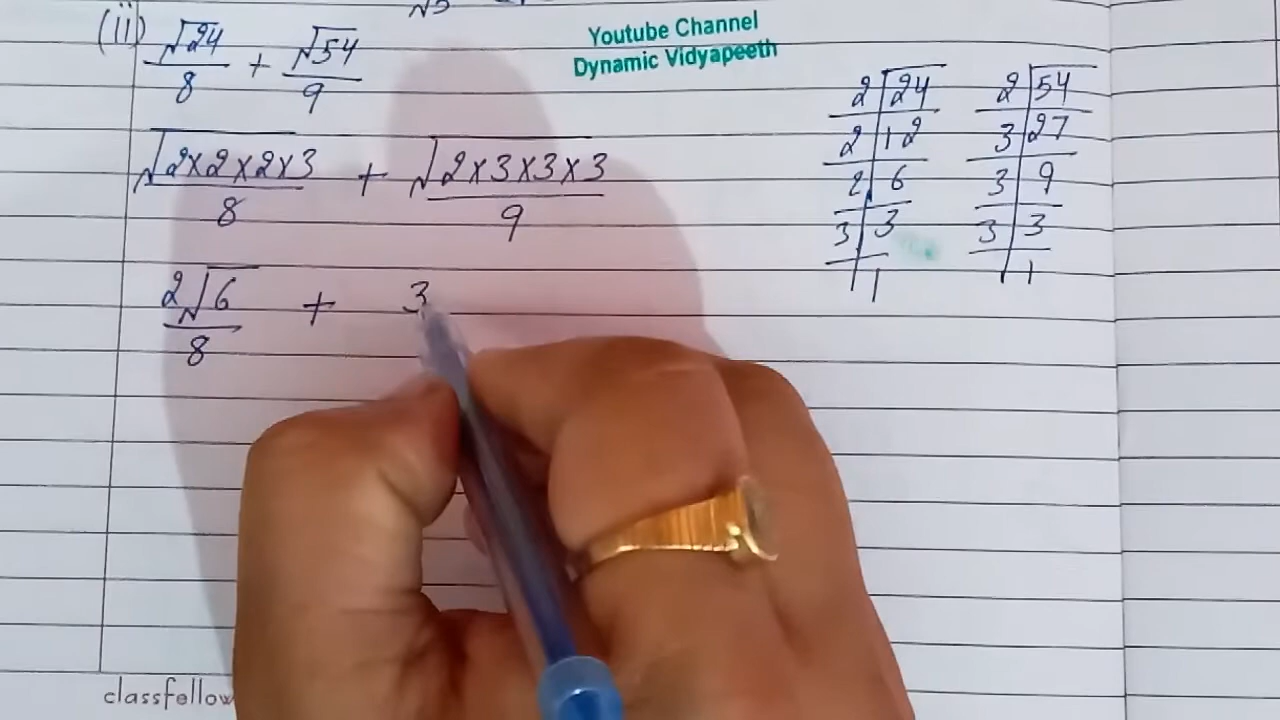 (ii) √24/8 + √54/9
Youtube Channel
Dynamic Vidyapeeth
√2×2×2×3/8 + √2×3×3×3/9
2√6/8 + 3
2 | 24
2 | 12
2 | 6
3 | 3
1
2 | 54
3 | 27
3 | 9
3 | 3
1
classfellow